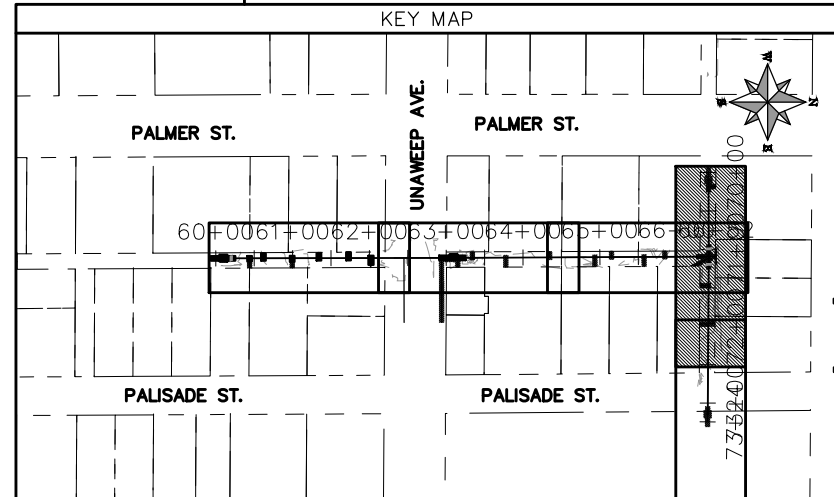 KEY MAP
UNAWEEP AVE.
PALMER ST.
PALMER ST.
N
70+00
60+00
61+00
62+00
63+00
64+00
65+00
PALISADE ST.
PALISADE ST.